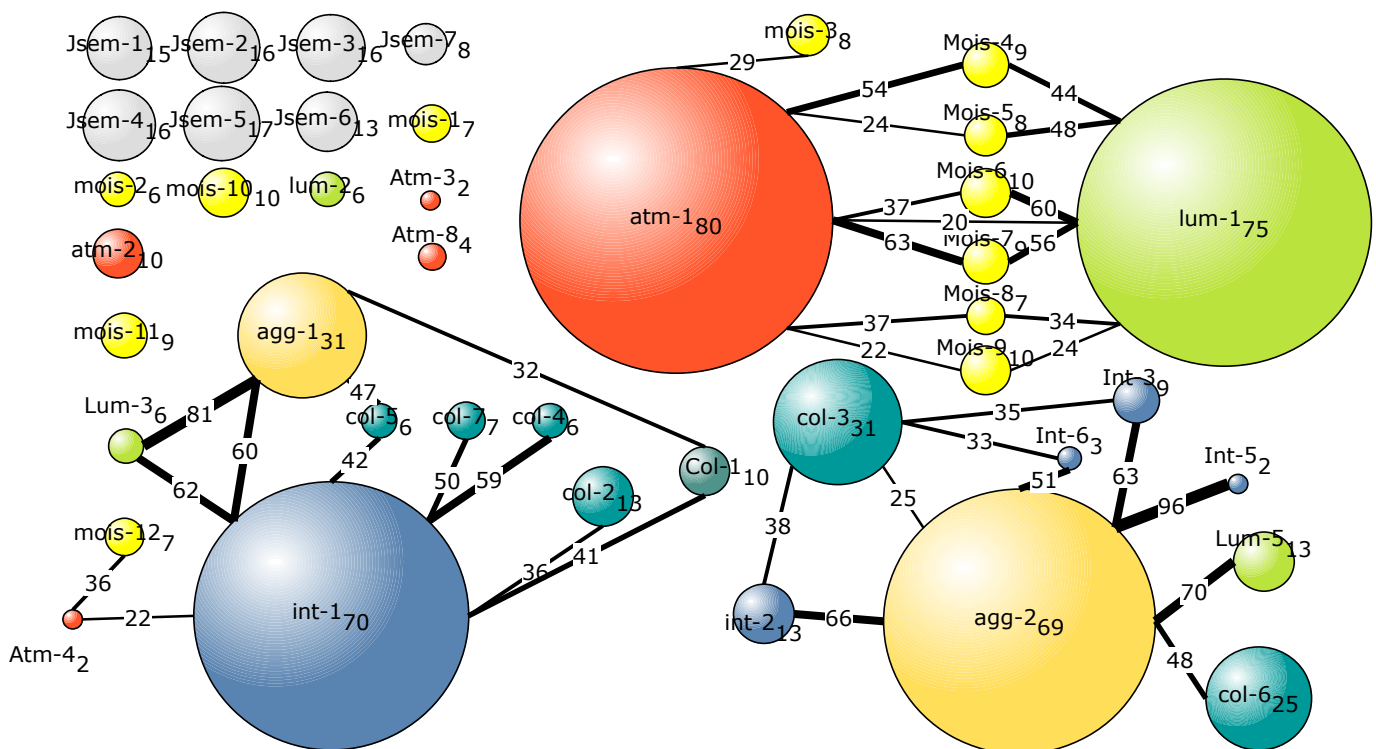 Jsem-1 15
Jsem-2 16
Jsem-3 16
Jsem-7 8
Jsem-4 16
Jsem-5 17
Jsem-6 13
mois-1 7
mois-2 6
mois-10 10
lum-2 6
Atm-3 2
atm-2 10
Atm-8 4
mois-11 9
mois-3 8
29
atm-1 80
54
Mois-4 9
44
24
Mois-5 8
48
37
Mois-6 10
60
20
63
Mois-7 9
56
37
Mois-8 7
34
22
Mois-9 10
24
lum-1 75
agg-1 31
32
47
Lum-3 6
81
60
62
col-5 6
42
col-7 7
50
col-4 6
59
Col-1 10
col-2 13
36
41
mois-12 7
36
22
Atm-4 2
int-1 70
col-3 31
35
Int-3 9
33
Int-6 3
51
63
Int-5 2
96
25
38
int-2 13
66
agg-2 69
Lum-5 13
70
48
col-6 25